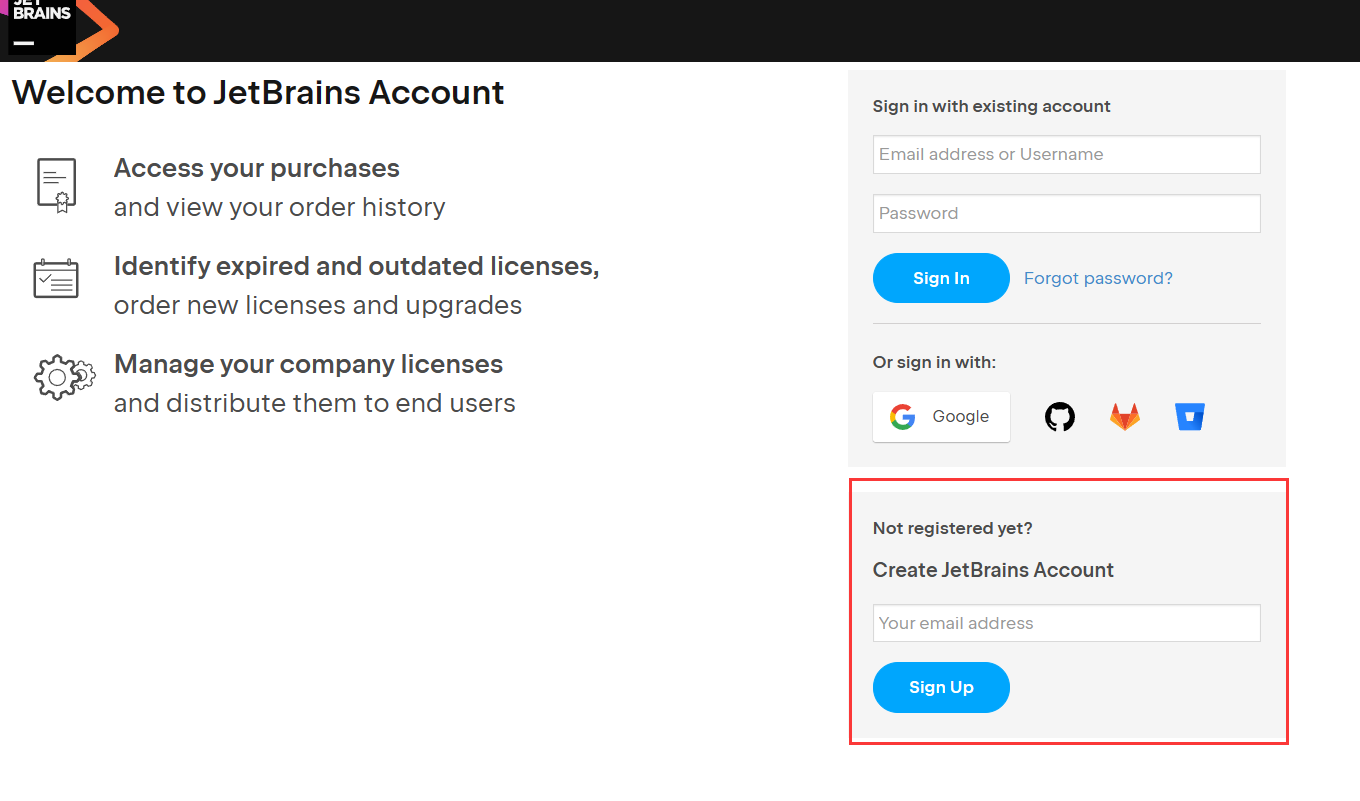 JET
BRAINS
Welcome to JetBrains Account
Access your purchases
and view your order history
Identify expired and outdated licenses,
order new licenses and upgrades
Manage your company licenses
and distribute them to end users
Sign in with existing account
Email address or Username
Password
Sign In Forgot password?
Or sign in with:
Google
Not registered yet?
Create JetBrains Account
Your email address
Sign Up